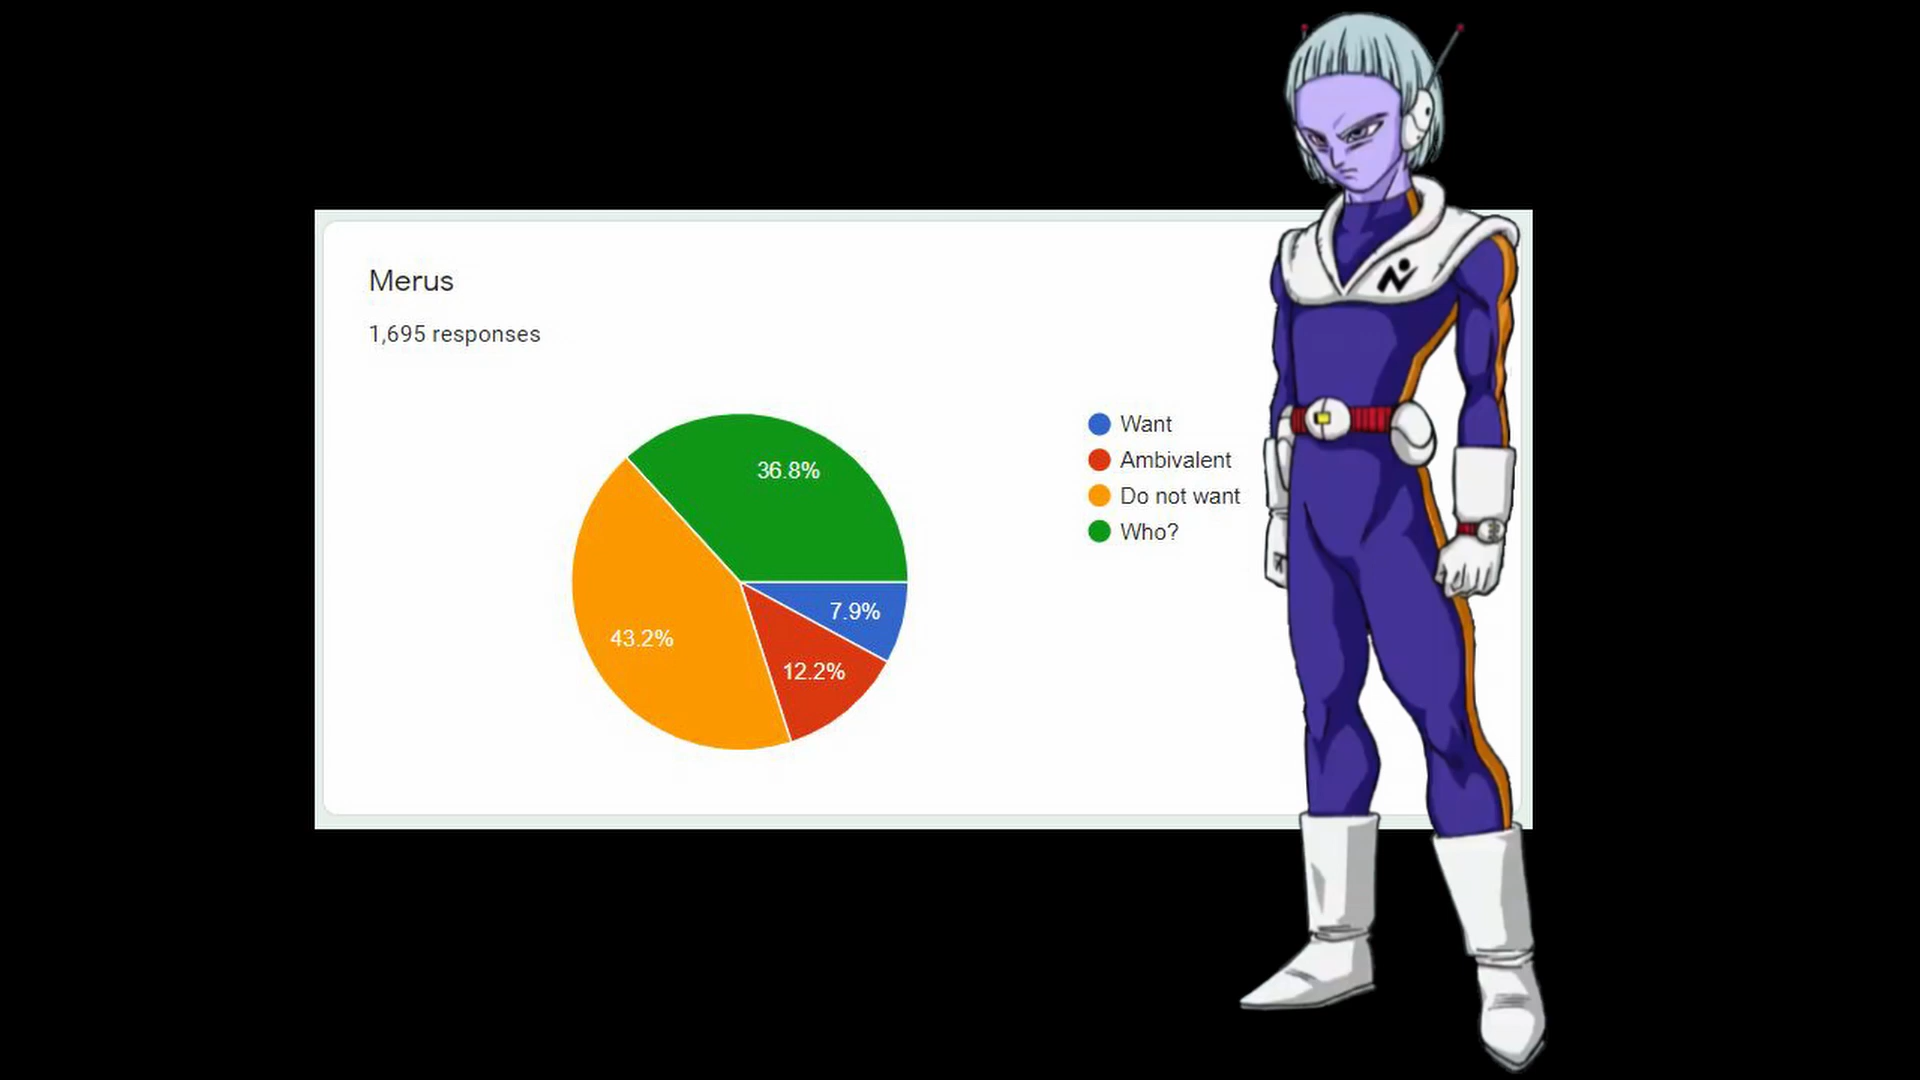 Merus
1,695 responses
36.8%
7.9%
12.2%
43.2%
Want
Ambivalent
Do not want
Who?